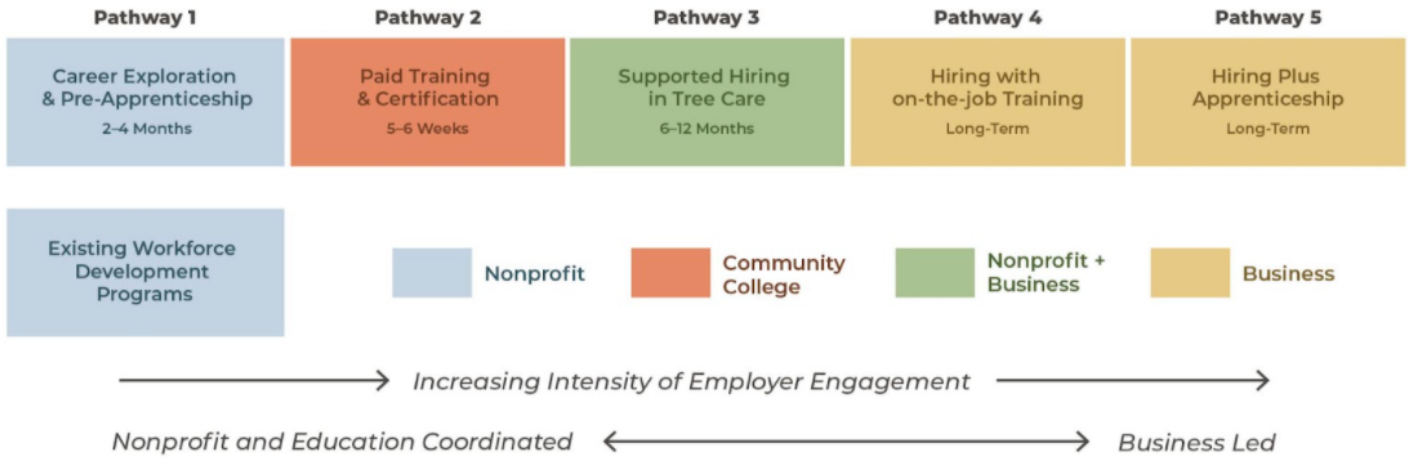 Pathway 1
Pathway 2
Pathway 3
Pathway 4
Pathway 5
Career Exploration
& Pre-Apprenticeship
2–4 Months
Paid Training
& Certification
5–6 Weeks
Supported Hiring
in Tree Care
6–12 Months
Hiring with
on-the-job Training
Long-Term
Hiring Plus
Apprenticeship
Long-Term
Existing Workforce
Development
Programs
Nonprofit
Community
College
Nonprofit +
Business
Business
Increasing Intensity of Employer Engagement
Nonprofit and Education Coordinated
Business Led